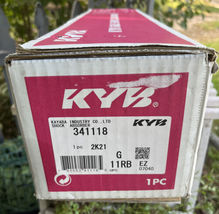 KYB®
KAYABA INDUSTRY CO.,LTD
SHOCK ABSORBER
KYB
341118
1pc 2K21
G
11RB
EZ
07040
1PC